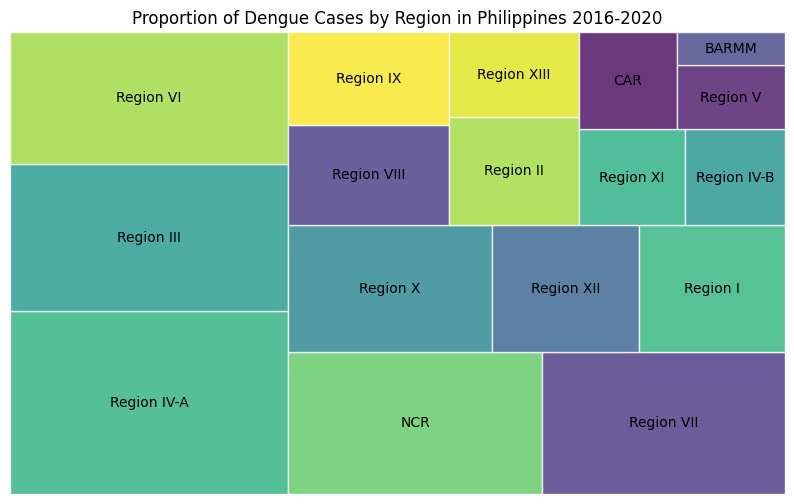 Proportion of Dengue Cases by Region in Philippines 2016-2020
Region VI
Region IX
Region XIII
CAR
BARMM
Region V
Region VIII
Region II
Region XI
Region IV-B
Region III
Region X
Region XII
Region I
Region IV-A
NCR
Region VII